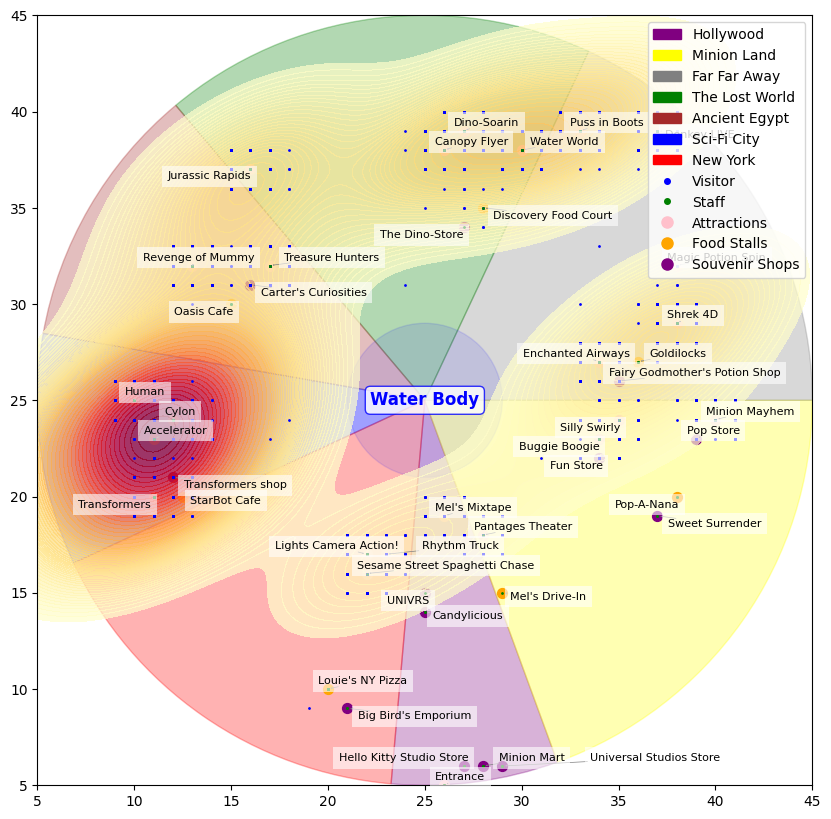 45
40
35
30
25
20
15
10
5
5
10
15
20
25
30
35
40
45
Hollywood
Minion Land
Far Far Away
The Lost World
Ancient Egypt
Sci-Fi City
New York
Visitor
Staff
Attractions
Food Stalls
Souvenir Shops
Dino-Soarin
Puss in Boots
Canopy Flyer
Water World
Jurassic Rapids
Discovery Food Court
The Dino-Store
Revenge of Mummy
Treasure Hunters
Magic Potion Spin
Carter's Curiosities
Oasis Cafe
Shrek 4D
Enchanted Airways
Goldilocks
Fairy Godmother's Potion Shop
Human
Water Body
Cylon
Minion Mayhem
Accelerator
Silly Swirly
Pop Store
Buggie Boogie
Fun Store
Transformers shop
Transformers
StarBot Cafe
Mel's Mixtape
Pop-A-Nana
Pantages Theater
Sweet Surrender
Lights Camera Action!
Rhythm Truck
Sesame Street Spaghetti Chase
UNIVRS
Mel's Drive-In
Candylicious
Louie's NY Pizza
Big Bird's Emporium
Hello Kitty Studio Store
Minion Mart
Universal Studios Store
Entrance